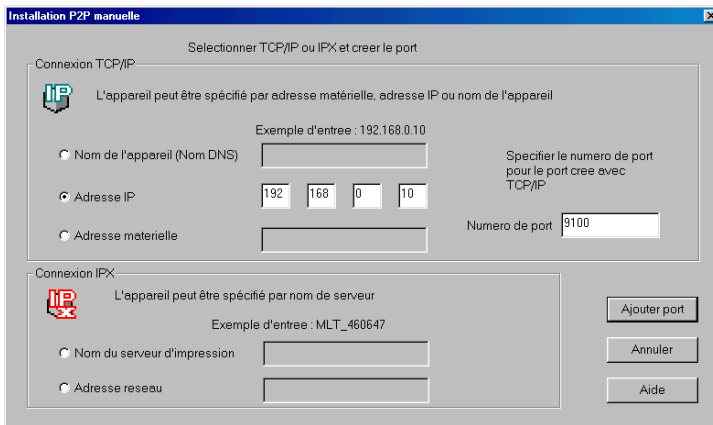 Installation P2P manuelle
Selectionner TCP/IP ou IPX et creer le port
Connexion TCP/IP
IP
L'appareil peut être spécifié par adresse matérielle, adresse IP ou nom de l'appareil
Exemple d'entree : 192.168.0.10
Nom de l'appareil (Nom DNS)
Specifier le numero de port
pour le port cree avec
TCP/IP
Adresse IP
192 168 0 10
Numero de port 9100
Adresse materielle
Connexion IPX
IPx
L'appareil peut être spécifié par nom de serveur
Exemple d'entree : MLT_460647
Nom du serveur d'impression
Adresse reseau
Ajouter port
Annuler
Aide